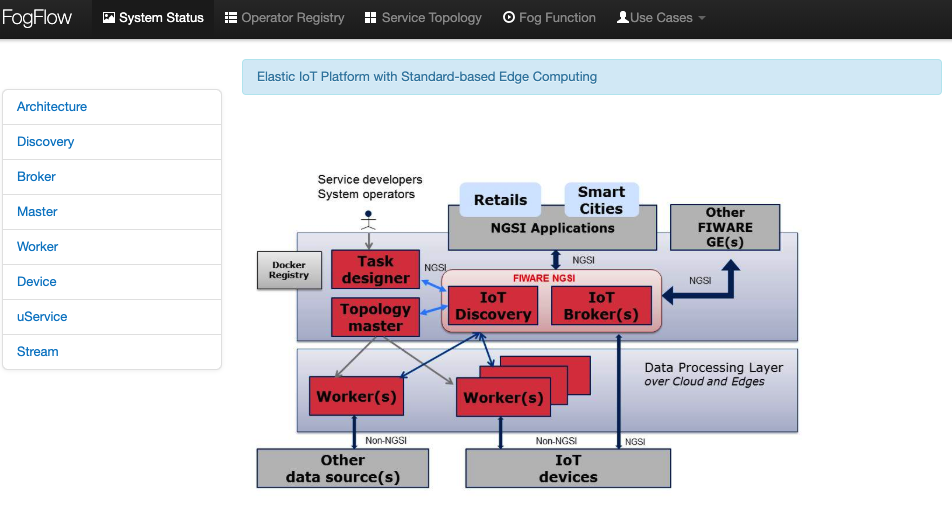 FogFlow
System Status
Operator Registry
Service Topology
Fog Function
Use Cases
Elastic IoT Platform with Standard-based Edge Computing
Architecture
Discovery
Broker
Master
Worker
Device
uService
Stream
Service developers
System operators
Retails
Smart
Cities
NGSI Applications
Other
FIWARE
GE(s)
Docker
Registry
Task
designer
NGSI
NGSI
NGSI
FIWARE NGSI
IoT
Discovery
IoT
Broker(s)
Topology
master
Data Processing Layer
over Cloud and Edges
Worker(s)
Worker(s)
Non-NGSI
Non-NGSI
NGSI
Other
data source(s)
IoT
devices